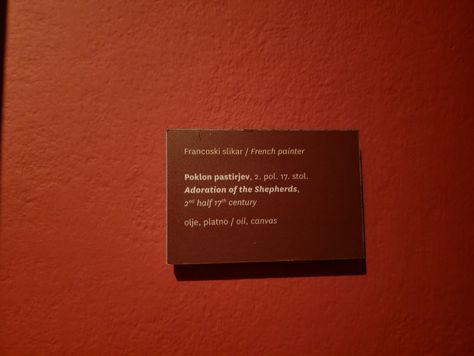 Francoski slikar / French painter
Poklon pastirjev, 2. pol. 17. stol.
Adoration of the Shepherds,
2nd half 17th century
olje, platno / oil, canvas